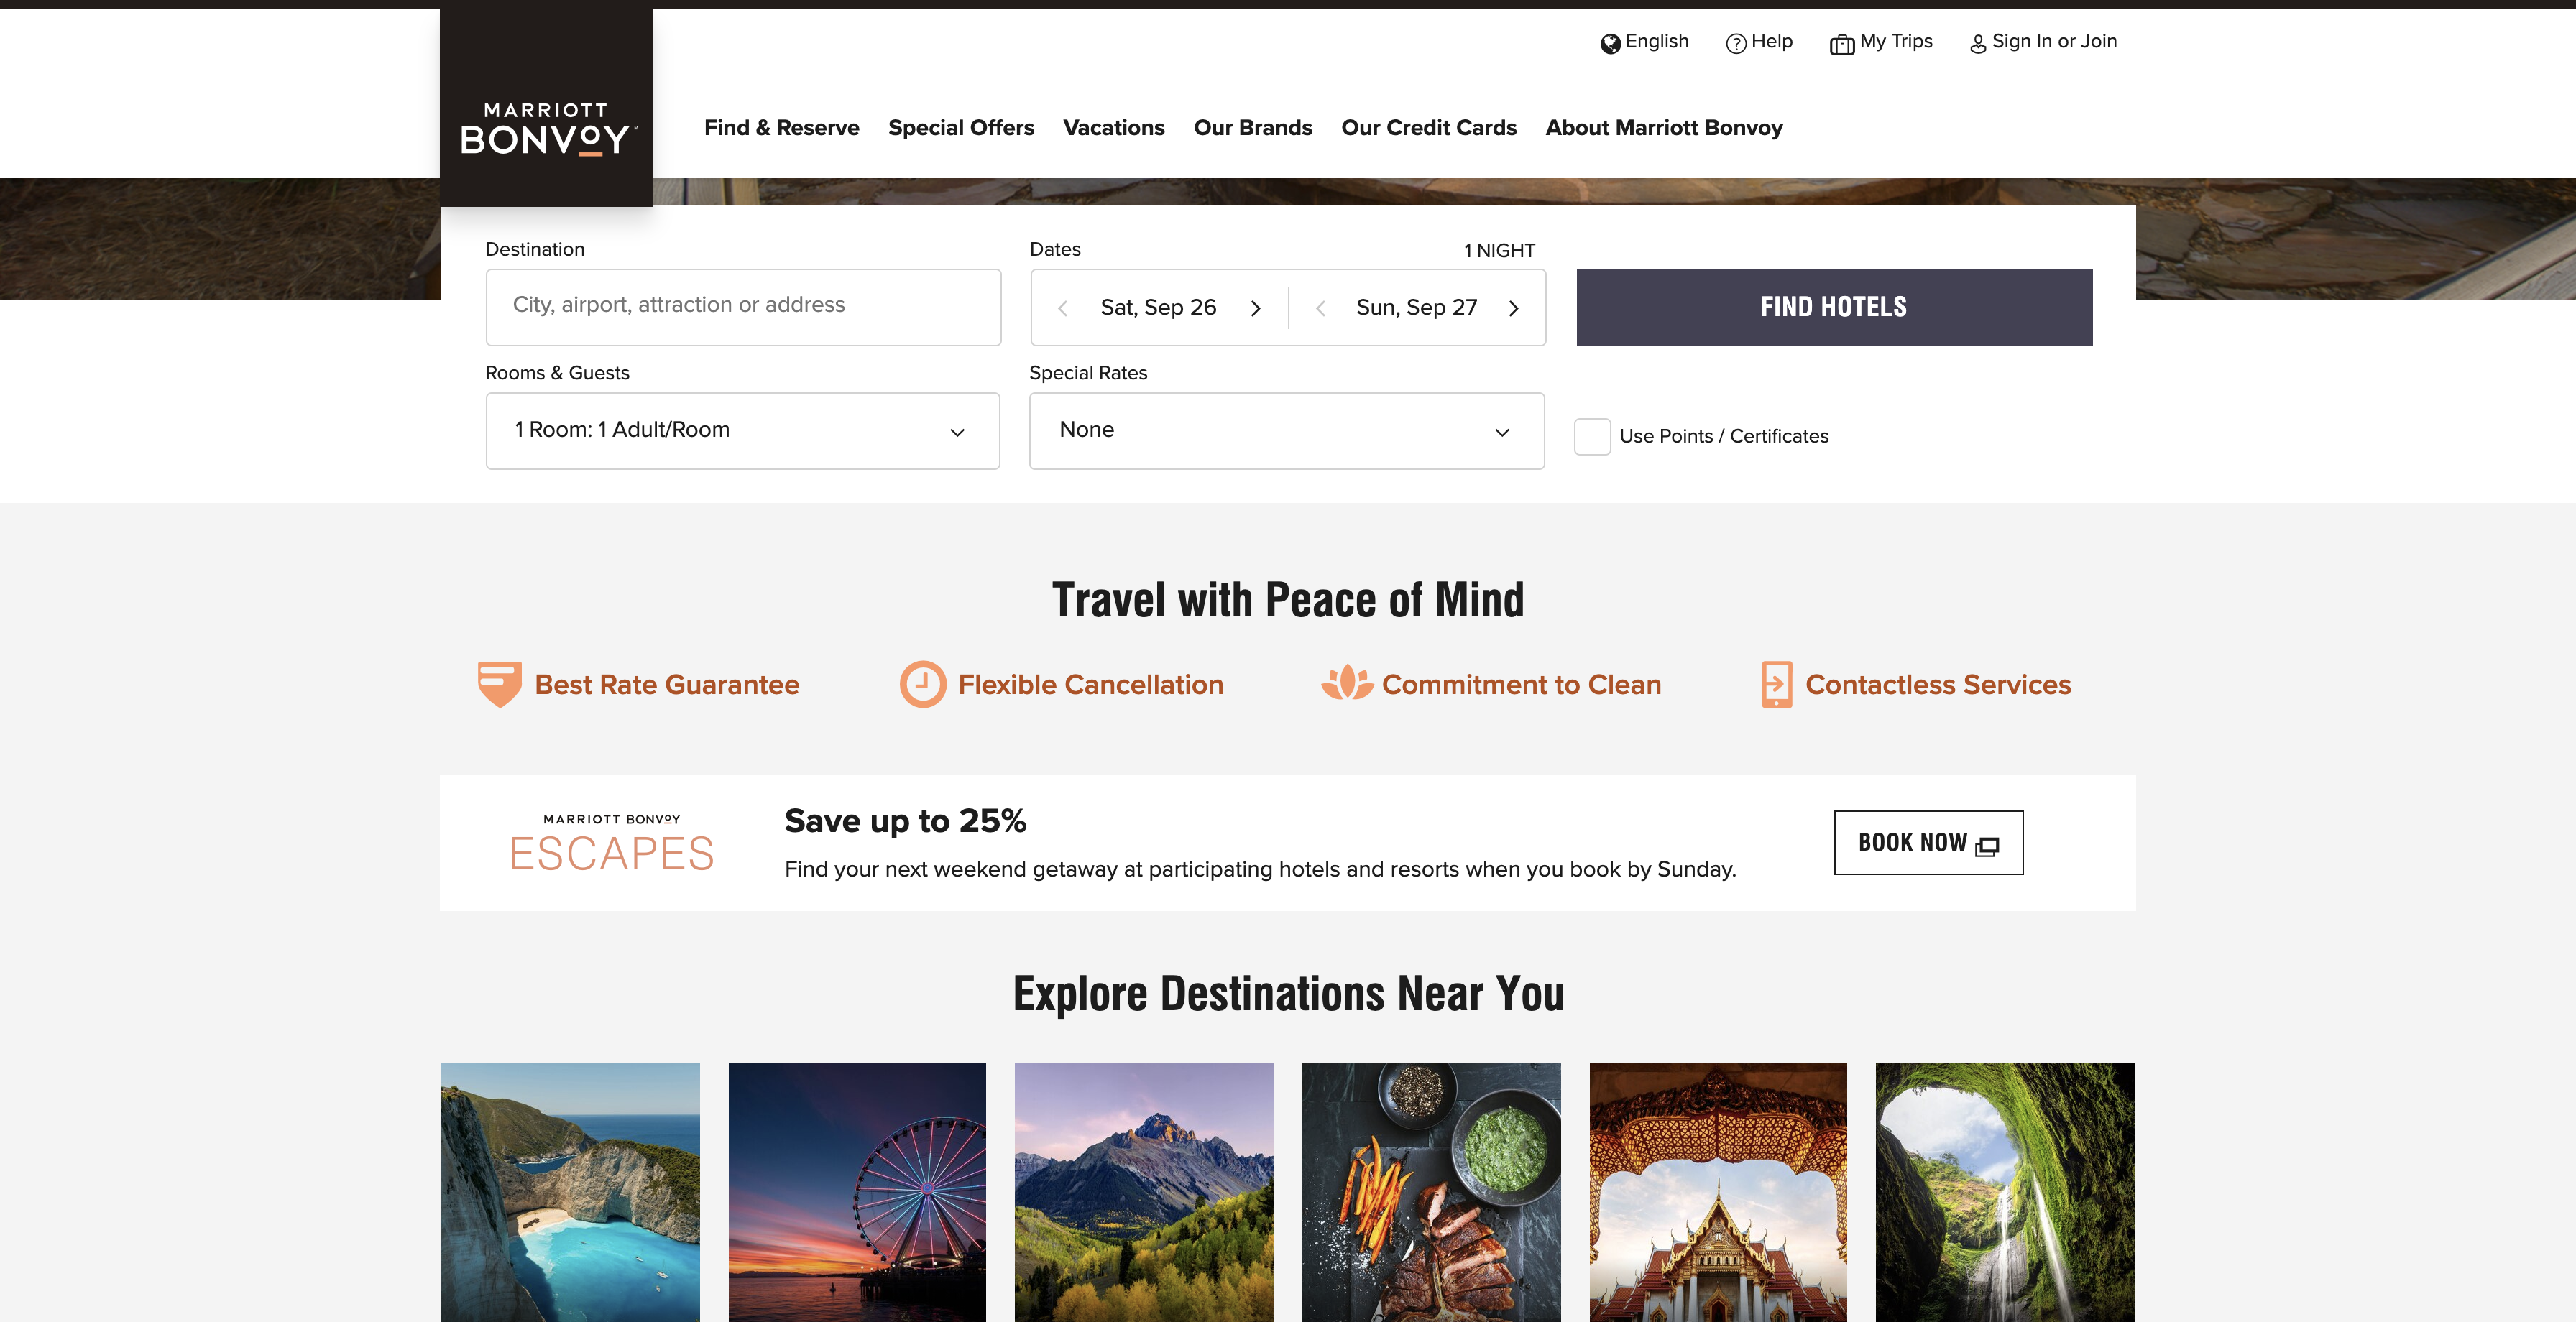 English
Help
My Trips
Sign In or Join
MARRIOTT
BONVOY™
Find & Reserve
Special Offers
Vacations
Our Brands
Our Credit Cards
About Marriott Bonvoy
Destination
City, airport, attraction or address
Dates
1 NIGHT
Sat, Sep 26
Sun, Sep 27
FIND HOTELS
Rooms & Guests
1 Room: 1 Adult/Room
Special Rates
None
Use Points / Certificates
Travel with Peace of Mind
Best Rate Guarantee
Flexible Cancellation
Commitment to Clean
Contactless Services
MARRIOTT BONVOY
ESCAPES
Save up to 25%
Find your next weekend getaway at participating hotels and resorts when you book by Sunday.
BOOK NOW
Explore Destinations Near You